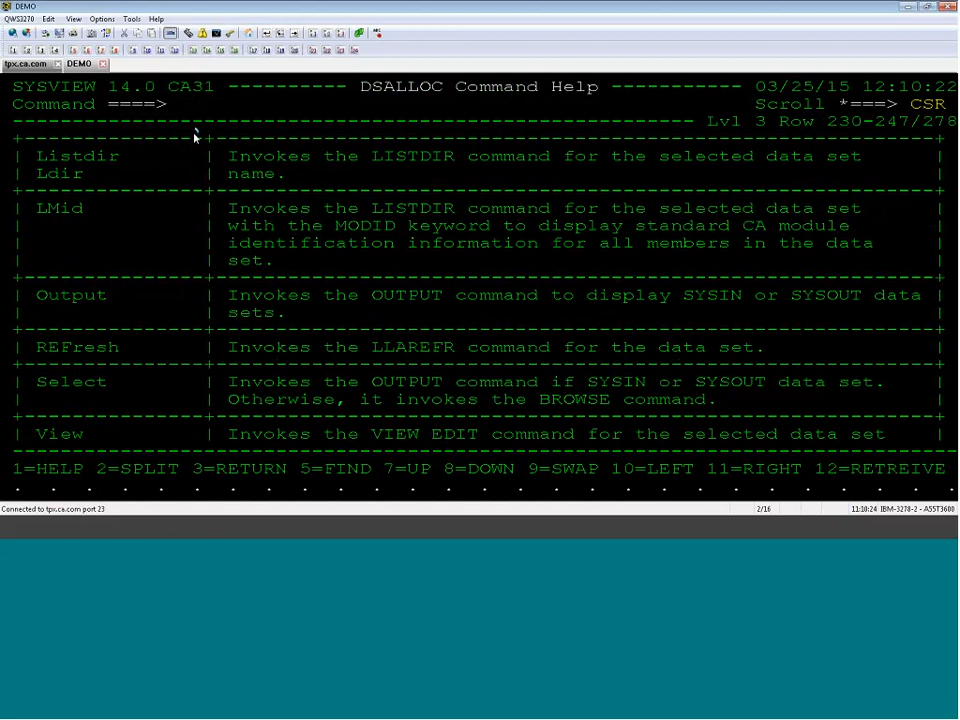 DEMO
QWS3270 Edit View Options Tools Help
tpx.ca.com DEMO
SYSVIEW 14.0 CA31 ---------- DSALLOC Command Help ----------- 03/25/15 12:10:22
Command ====> Scroll *===> CSR
--------------------------------------------------------- Lvl 3 Row 230-247/278
+---------------+-------------------------------------------------------------+
| Listdir | Invokes the LISTDIR command for the selected data set |
| Ldir | name. |
+---------------+-------------------------------------------------------------+
| LMid | Invokes the LISTDIR command for the selected data set |
| | with the MODID keyword to display standard CA module |
| | identification information for all members in the data |
| | set. |
+---------------+-------------------------------------------------------------+
| Output | Invokes the OUTPUT command to display SYSIN or SYSOUT data |
| | sets. |
+---------------+-------------------------------------------------------------+
| REFresh | Invokes the LLAREFR command for the data set. |
+---------------+-------------------------------------------------------------+
| Select | Invokes the OUTPUT command if SYSIN or SYSOUT data set. |
| | Otherwise, it invokes the BROWSE command. |
+---------------+-------------------------------------------------------------+
| View | Invokes the VIEW EDIT command for the selected data set |
-------------------------------------------------------------------------------
1=HELP 2=SPLIT 3=RETURN 5=FIND 7=UP 8=DOWN 9=SWAP 10=LEFT 11=RIGHT 12=RETREIVE
Connected to tpx.ca.com port 23 2/16 11:10:24 IBM-3278-2 - A55T3600